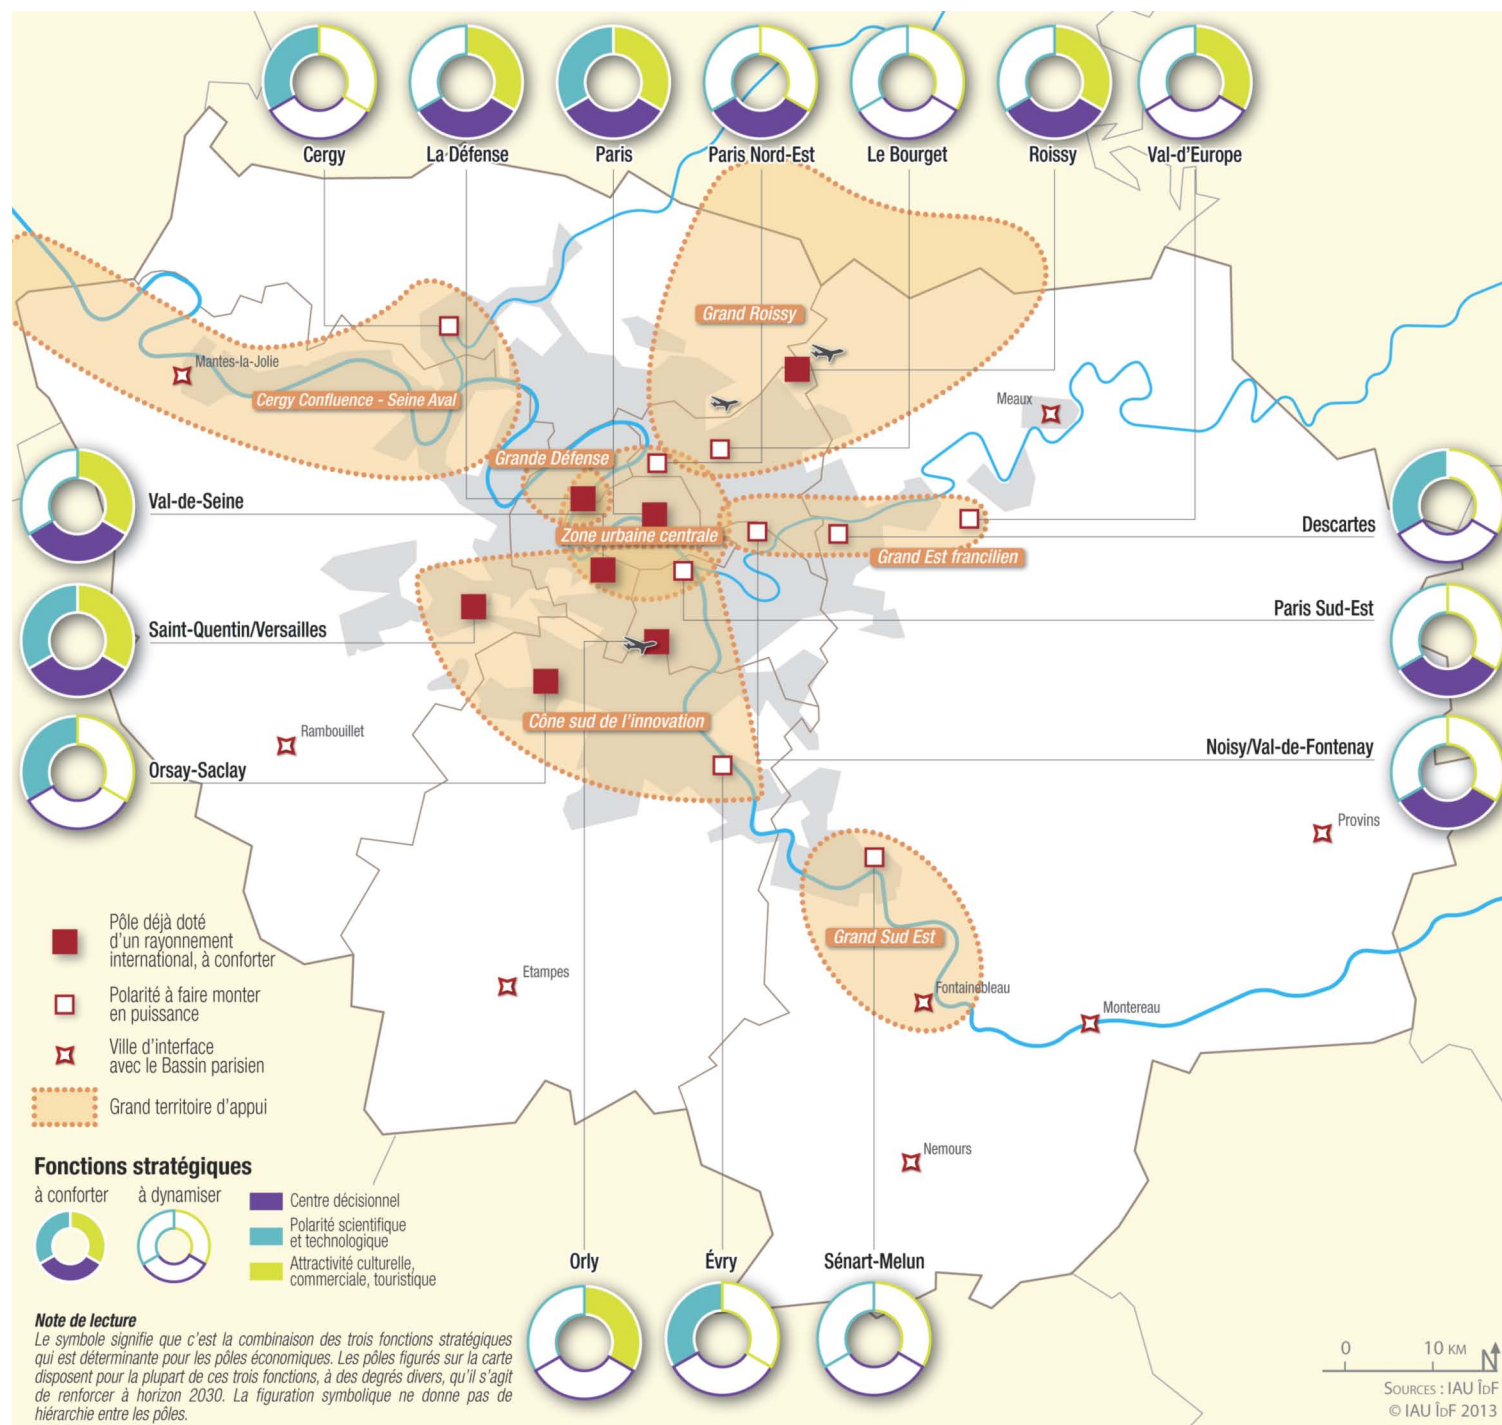 Cergy
La Défense
Paris
Paris Nord-Est
Le Bourget
Roissy
Val-d'Europe
Grand Roissy
Mantes-la-Jolie
Cergy Confluence - Seine Aval
Meaux
Grande Défense
Val-de-Seine
Zone urbaine centrale
Descartes
Grand Est francilien
Paris Sud-Est
Saint-Quentin/Versailles
Cône sud de l'innovation
Rambouillet
Noisy/Val-de-Fontenay
Orsay-Saclay
Provins
Pôle déjà doté
d'un rayonnement
international, à conforter
Grand Sud Est
Etampes
Fontainebleau
Polarité à faire monter
en puissance
Montereau
Ville d'interface
avec le Bassin parisien
Grand territoire d'appui
Nemours
Fonctions stratégiques
à conforter
à dynamiser
Centre décisionnel
Polarité scientifique
et technologique
Attractivité culturelle,
commerciale, touristique
Orly
Évry
Sénart-Melun
Note de lecture
Le symbole signifie que c'est la combinaison des trois fonctions stratégiques
qui est déterminante pour les pôles économiques. Les pôles figurés sur la carte
disposent pour la plupart de ces trois fonctions, à des degrés divers, qu'il s'agit
de renforcer à horizon 2030. La figuration symbolique ne donne pas de
hiérarchie entre les pôles.
0 10 KM
N
SOURCES : IAU ÎDF
© IAU ÎDF 2013